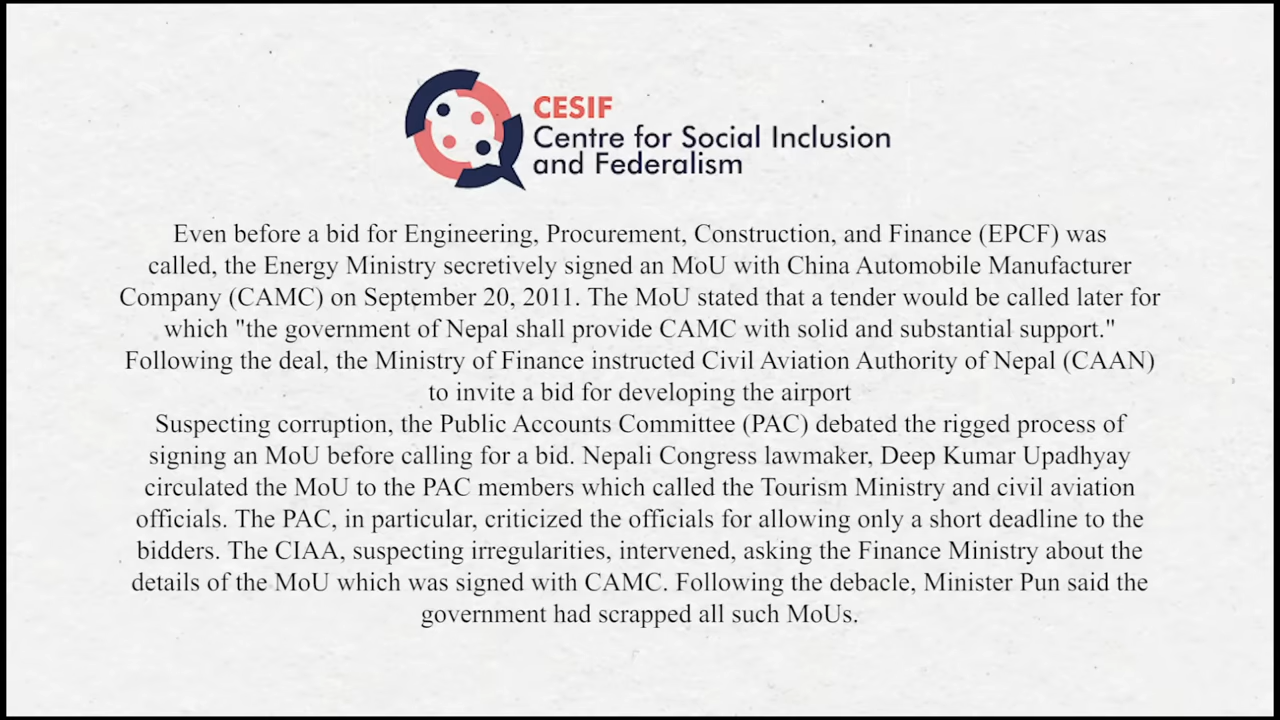 CESIF
Centre for Social Inclusion
and Federalism
Even before a bid for Engineering, Procurement, Construction, and Finance (EPCF) was
called, the Energy Ministry secretively signed an MoU with China Automobile Manufacturer
Company (CAMC) on September 20, 2011. The MoU stated that a tender would be called later for
which "the government of Nepal shall provide CAMC with solid and substantial support."
Following the deal, the Ministry of Finance instructed Civil Aviation Authority of Nepal (CAAN)
to invite a bid for developing the airport
Suspecting corruption, the Public Accounts Committee (PAC) debated the rigged process of
signing an MoU before calling for a bid. Nepali Congress lawmaker, Deep Kumar Upadhyay
circulated the MoU to the PAC members which called the Tourism Ministry and civil aviation
officials. The PAC, in particular, criticized the officials for allowing only a short deadline to the
bidders. The CIAA, suspecting irregularities, intervened, asking the Finance Ministry about the
details of the MoU which was signed with CAMC. Following the debacle, Minister Pun said the
government had scrapped all such MoUs.